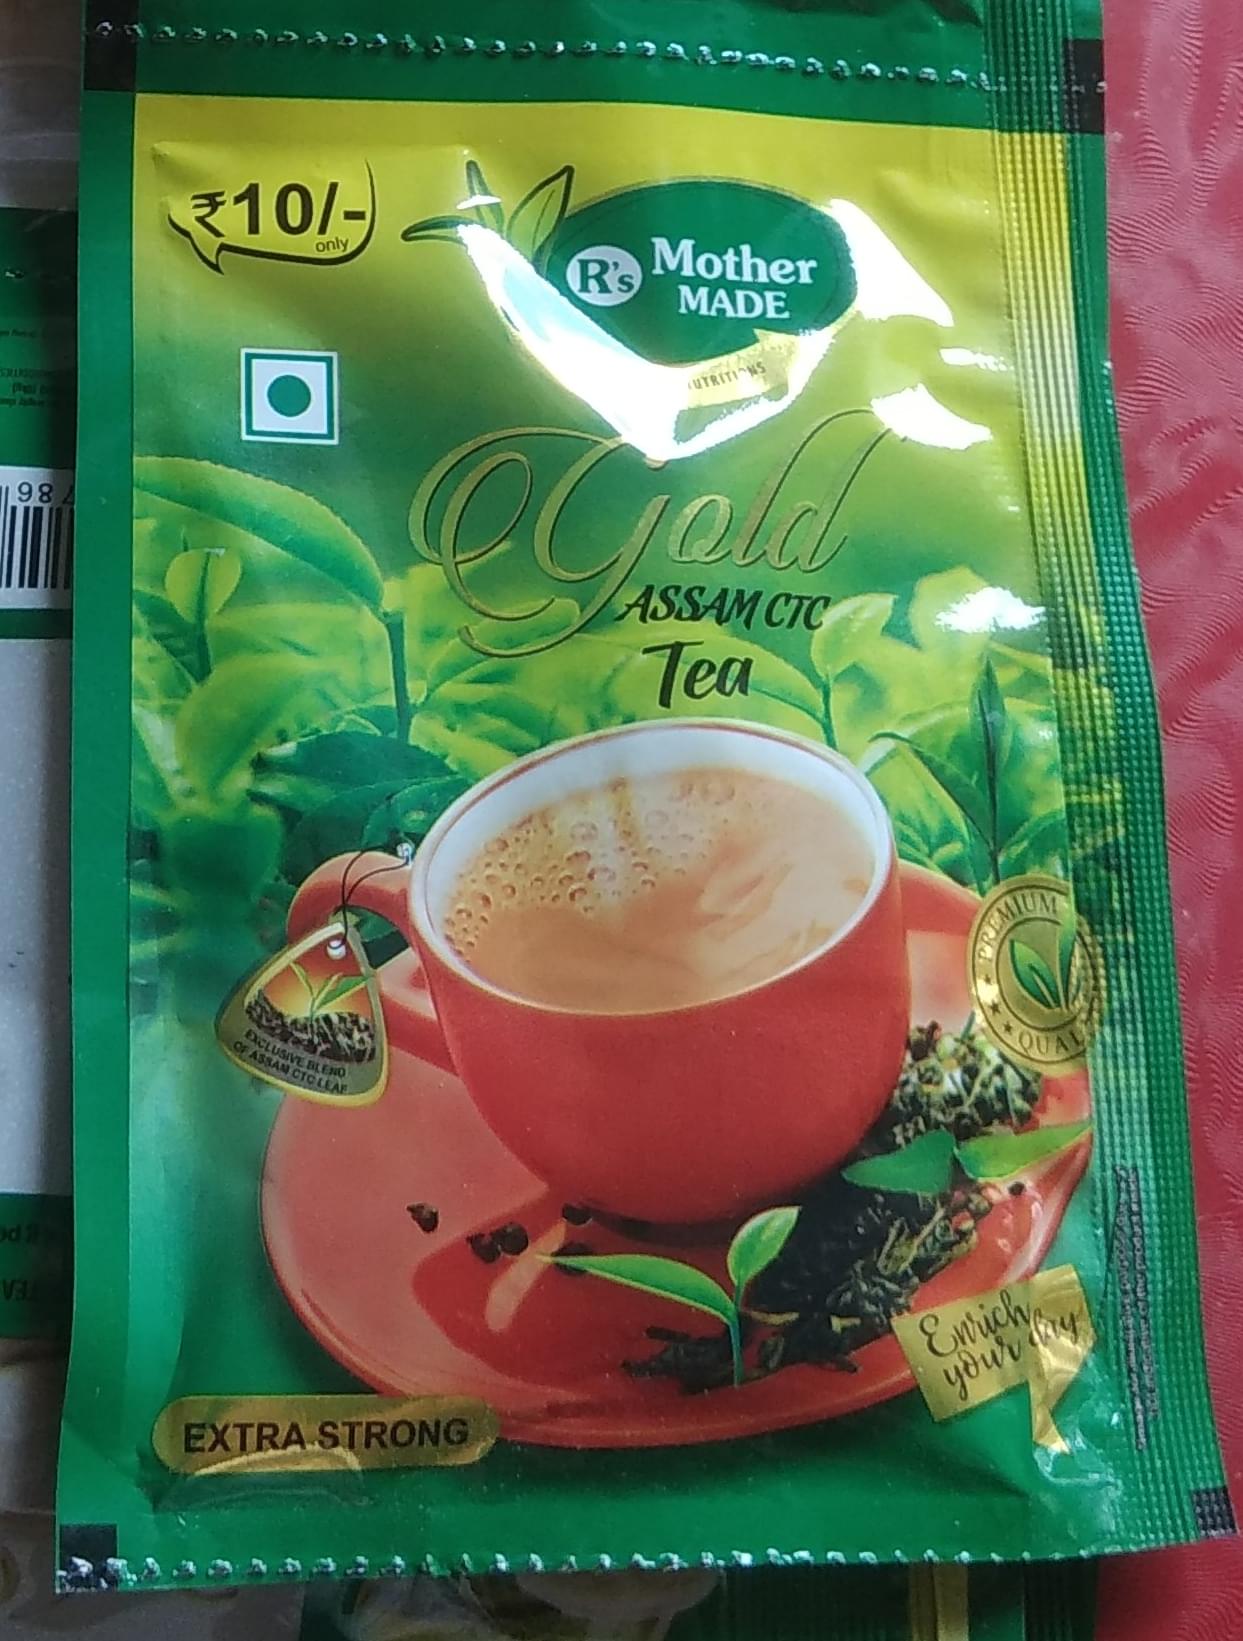 ₹10/-
only
R's Mother
MADE
Gold
ASSAM CTC
Tea
PREMIUM
EXCLUSIVE BLEND
OF ASSAM CTC LEAF
Enrich
your day
EXTRA STRONG
786